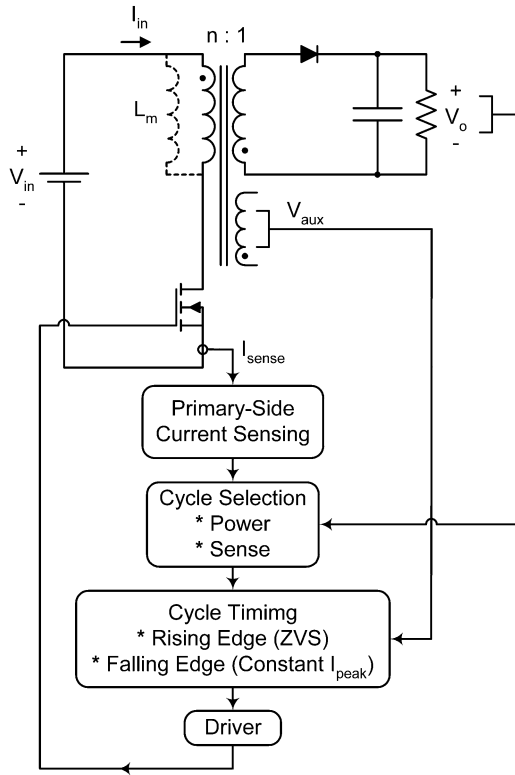 I_in
n : 1
L_m
+
V_in
-
+
V_o
-
V_aux
I_sense
Primary-Side
Current Sensing
Cycle Selection
* Power
* Sense
Cycle Timimg
* Rising Edge (ZVS)
* Falling Edge (Constant I_peak)
Driver